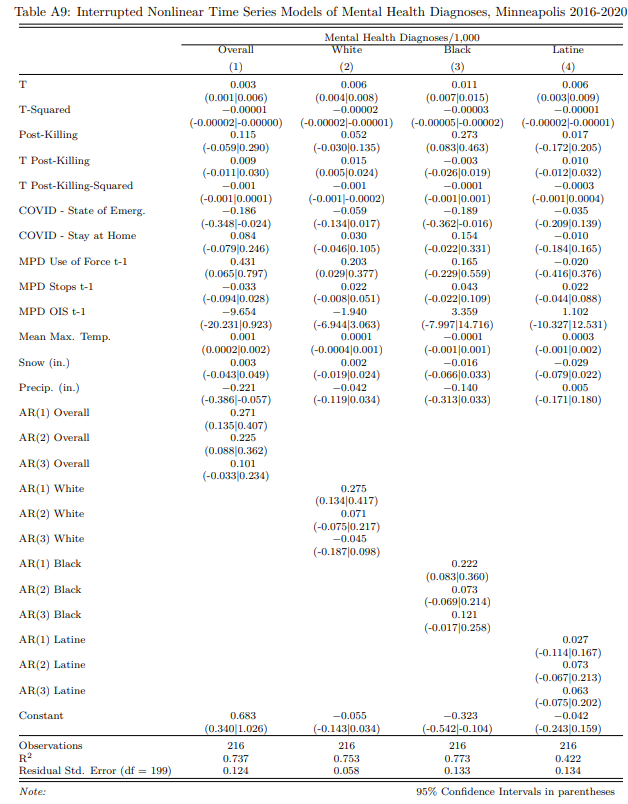 Table A9: Interrupted Nonlinear Time Series Models of Mental Health Diagnoses, Minneapolis 2016-2020
Mental Health Diagnoses/1,000
Overall White Black Latine
(1) (2) (3) (4)
T 0.003 0.006 0.011 0.006
(0.001|0.006) (0.004|0.008) (0.007|0.015) (0.003|0.009)
T-Squared −0.00001 −0.00002 −0.00003 −0.00001
(-0.00002|-0.00000) (-0.00002|-0.00001) (-0.00005|-0.00002) (-0.00002|-0.00001)
Post-Killing 0.115 0.052 0.273 0.017
(-0.059|0.290) (-0.030|0.135) (0.083|0.463) (-0.172|0.205)
T Post-Killing 0.009 0.015 −0.003 0.010
(-0.011|0.030) (0.005|0.024) (-0.026|0.019) (-0.012|0.032)
T Post-Killing-Squared −0.001 −0.001 −0.0001 −0.0003
(-0.001|0.0001) (-0.001|-0.0002) (-0.001|0.001) (-0.001|0.0004)
COVID - State of Emerg. −0.186 −0.059 −0.189 −0.035
(-0.348|-0.024) (-0.134|0.017) (-0.362|-0.016) (-0.209|0.139)
COVID - Stay at Home 0.084 0.030 0.154 −0.010
(-0.079|0.246) (-0.046|0.105) (-0.022|0.331) (-0.184|0.165)
MPD Use of Force t-1 0.431 0.203 0.165 −0.020
(0.065|0.797) (0.029|0.377) (-0.229|0.559) (-0.416|0.376)
MPD Stops t-1 −0.033 0.022 0.043 0.022
(-0.094|0.028) (-0.008|0.051) (-0.022|0.109) (-0.044|0.088)
MPD OIS t-1 −9.654 −1.940 3.359 1.102
(-20.231|0.923) (-6.944|3.063) (-7.997|14.716) (-10.327|12.531)
Mean Max. Temp. 0.001 0.0001 −0.0001 0.0003
(0.0002|0.002) (-0.0004|0.001) (-0.001|0.001) (-0.001|0.002)
Snow (in.) 0.003 0.002 −0.016 −0.029
(-0.043|0.049) (-0.019|0.024) (-0.066|0.033) (-0.079|0.022)
Precip. (in.) −0.221 −0.042 −0.140 0.005
(-0.386|-0.057) (-0.119|0.034) (-0.313|0.033) (-0.171|0.180)
AR(1) Overall 0.271
(0.135|0.407)
AR(2) Overall 0.225
(0.088|0.362)
AR(3) Overall 0.101
(-0.033|0.234)
AR(1) White 0.275
(0.134|0.417)
AR(2) White 0.071
(-0.075|0.217)
AR(3) White −0.045
(-0.187|0.098)
AR(1) Black 0.222
(0.083|0.360)
AR(2) Black 0.073
(-0.069|0.214)
AR(3) Black 0.121
(-0.017|0.258)
AR(1) Latine 0.027
(-0.114|0.167)
AR(2) Latine 0.073
(-0.067|0.213)
AR(3) Latine 0.063
(-0.075|0.202)
Constant 0.683 −0.055 −0.323 −0.042
(0.340|1.026) (-0.143|0.034) (-0.542|-0.104) (-0.243|0.159)
Observations 216 216 216 216
R² 0.737 0.753 0.773 0.422
Residual Std. Error (df = 199) 0.124 0.058 0.133 0.134
Note: 95% Confidence Intervals in parentheses